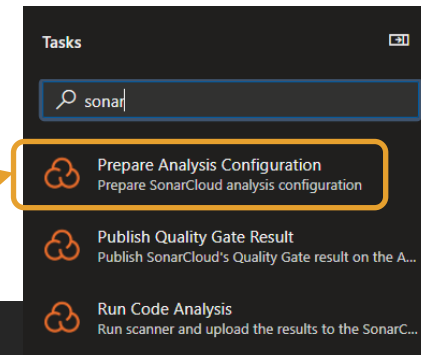 Tasks
sonar
Prepare Analysis Configuration
Prepare SonarCloud analysis configuration
Publish Quality Gate Result
Publish SonarCloud's Quality Gate result on the A...
Run Code Analysis
Run scanner and upload the results to the SonarC...